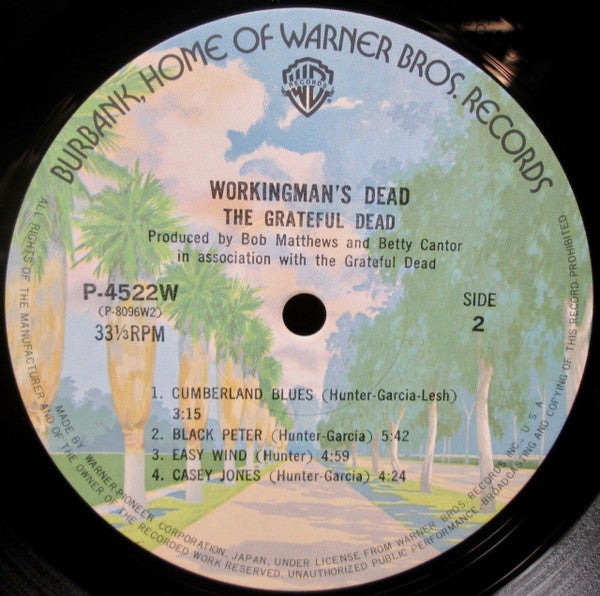 BURBANK, HOME OF WARNER BROS. RECORDS
WB
RECORDS
WORKINGMAN'S DEAD
THE GRATEFUL DEAD
Produced by Bob Matthews and Betty Cantor
in association with the Grateful Dead
P-4522W
(P-8096W2)
33⅓RPM
SIDE
2
1. CUMBERLAND BLUES (Hunter-Garcia-Lesh)
3:15
2. BLACK PETER (Hunter-Garcia) 5:42
3. EASY WIND (Hunter) 4:59
4. CASEY JONES (Hunter-Garcia) 4:24
MADE BY WARNER-PIONEER CORPORATION, JAPAN, UNDER LICENSE FROM WARNER BROS. RECORDS INC., U.S.A.
ALL RIGHTS OF THE MANUFACTURER AND OF THE OWNER OF THE RECORDED WORK RESERVED. UNAUTHORIZED PUBLIC PERFORMANCE, BROADCASTING AND COPYING OF THIS RECORD PROHIBITED.